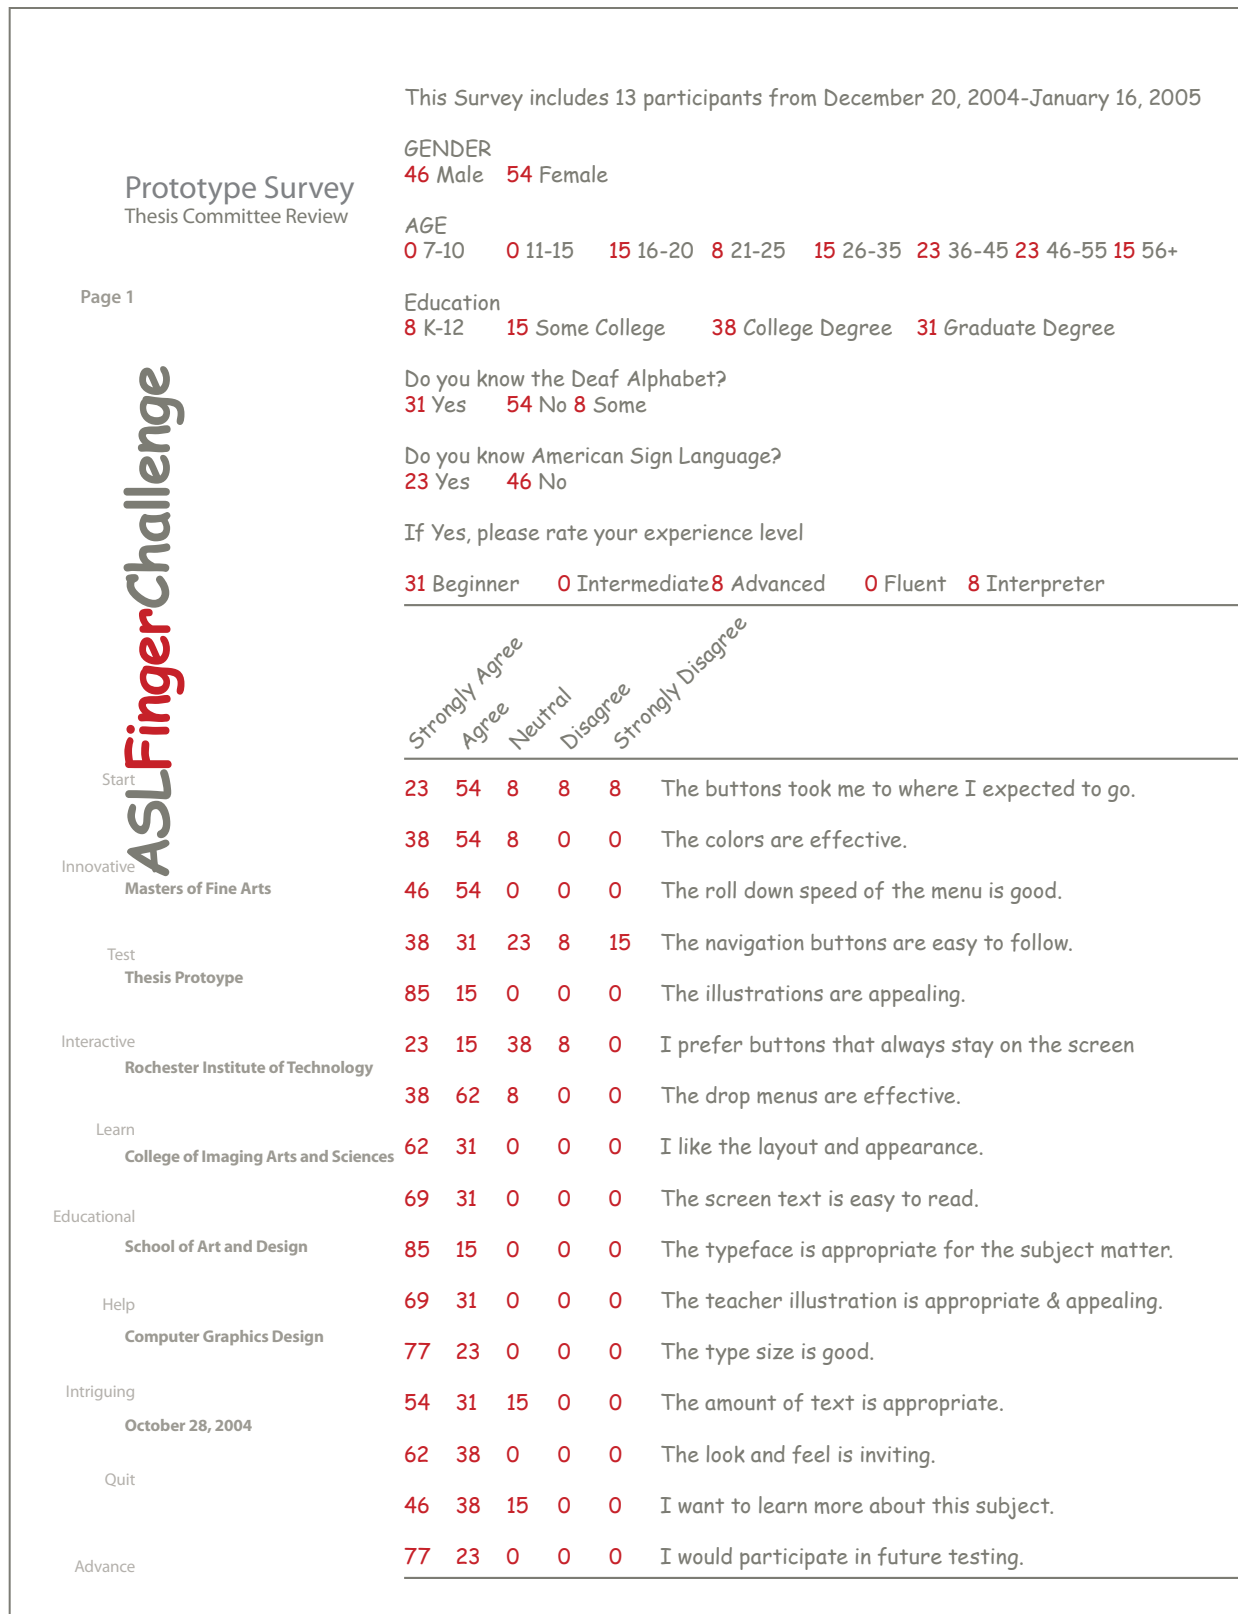 Prototype Survey
Thesis Committee Review
Page 1
ASLFingerChallenge
Start
Innovative
Masters of Fine Arts
Test
Thesis Protoype
Interactive
Rochester Institute of Technology
Learn
College of Imaging Arts and Sciences
Educational
School of Art and Design
Help
Computer Graphics Design
Intriguing
October 28, 2004
Quit
Advance
This Survey includes 13 participants from December 20, 2004-January 16, 2005
GENDER
46 Male 54 Female
AGE
0 7-10 0 11-15 15 16-20 8 21-25 15 26-35 23 36-45 23 46-55 15 56+
Education
8 K-12 15 Some College 38 College Degree 31 Graduate Degree
Do you know the Deaf Alphabet?
31 Yes 54 No 8 Some
Do you know American Sign Language?
23 Yes 46 No
If Yes, please rate your experience level
31 Beginner 0 Intermediate 8 Advanced 0 Fluent 8 Interpreter
Strongly Agree Agree Neutral Disagree Strongly Disagree
23 54 8 8 8 The buttons took me to where I expected to go.
38 54 8 0 0 The colors are effective.
46 54 0 0 0 The roll down speed of the menu is good.
38 31 23 8 15 The navigation buttons are easy to follow.
85 15 0 0 0 The illustrations are appealing.
23 15 38 8 0 I prefer buttons that always stay on the screen
38 62 8 0 0 The drop menus are effective.
62 31 0 0 0 I like the layout and appearance.
69 31 0 0 0 The screen text is easy to read.
85 15 0 0 0 The typeface is appropriate for the subject matter.
69 31 0 0 0 The teacher illustration is appropriate & appealing.
77 23 0 0 0 The type size is good.
54 31 15 0 0 The amount of text is appropriate.
62 38 0 0 0 The look and feel is inviting.
46 38 15 0 0 I want to learn more about this subject.
77 23 0 0 0 I would participate in future testing.